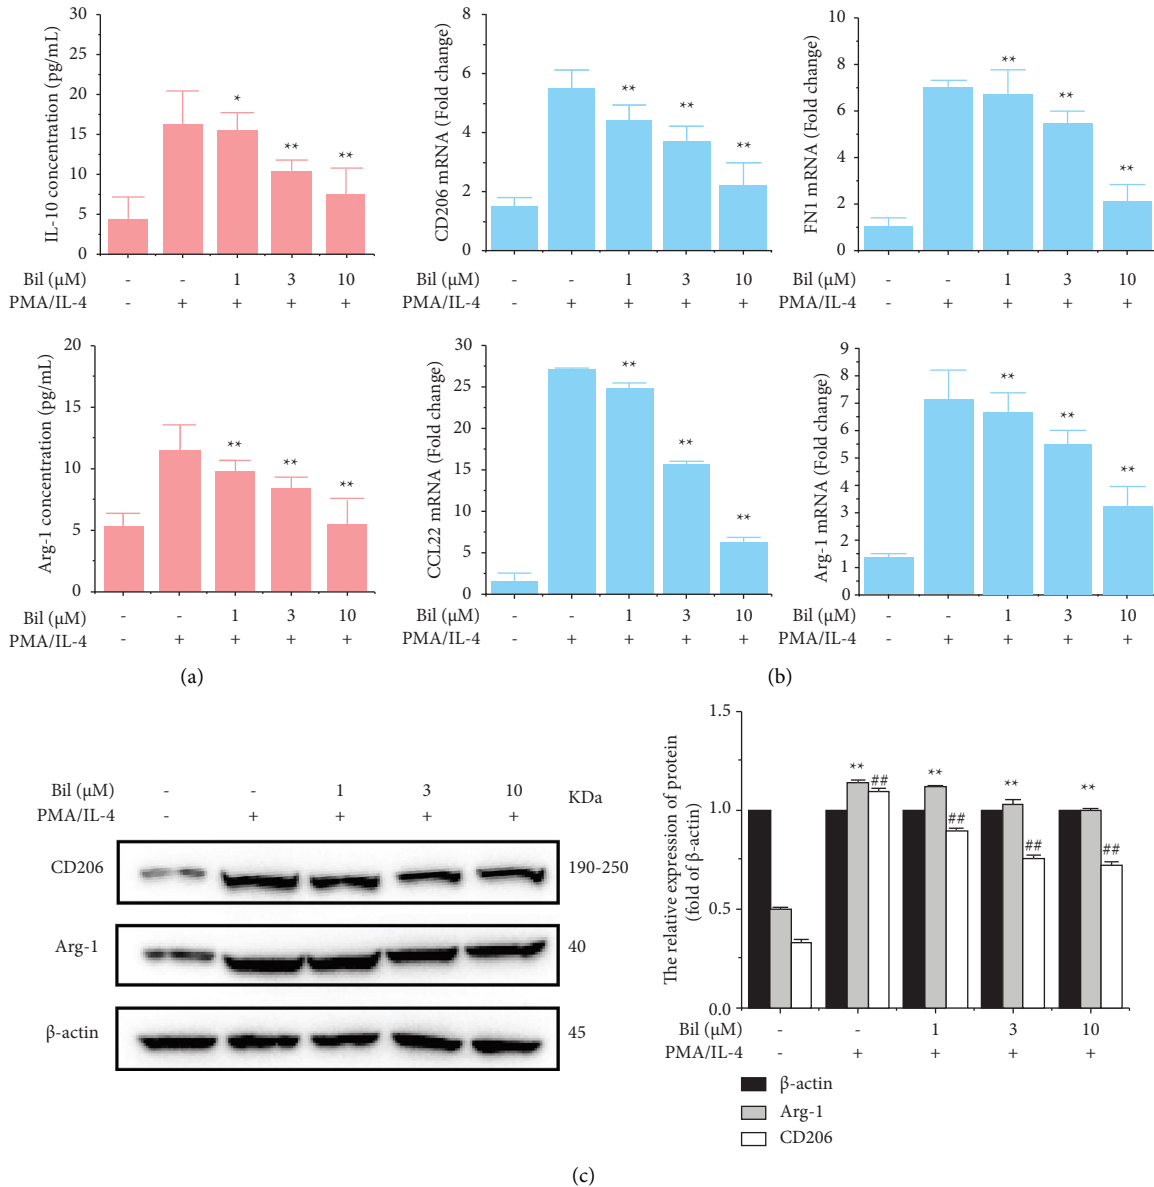 IL-10 concentration (pg/mL)
30
25
20
15
10
5
0
*
**
**
Bil (μM)
- - 1 3 10
PMA/IL-4
- + + + +
CD206 mRNA (Fold change)
8
6
4
2
0
**
**
**
Bil (μM)
- - 1 3 10
PMA/IL-4
- + + + +
FN1 mRNA (Fold change)
10
8
6
4
2
0
**
**
**
Bil (μM)
- - 1 3 10
PMA/IL-4
- + + + +
Arg-1 concentration (pg/mL)
20
15
10
5
0
**
**
**
Bil (μM)
- - 1 3 10
PMA/IL-4
- + + + +
(a)
CCL22 mRNA (Fold change)
30
25
20
15
10
5
0
**
**
**
Bil (μM)
- - 1 3 10
PMA/IL-4
- + + + +
Arg-1 mRNA (Fold change)
9
8
7
6
5
4
3
2
1
0
**
**
**
Bil (μM)
- - 1 3 10
PMA/IL-4
- + + + +
(b)
Bil (μM) - - 1 3 10
KDa
PMA/IL-4 - + + + +
CD206 190-250
Arg-1 40
β-actin 45
The relative expression of protein
(fold of β-actin)
1.5
1.0
0.5
0.0
** ##
** ##
** ##
** ##
Bil (μM) - - 1 3 10
PMA/IL-4 - + + + +
β-actin
Arg-1
CD206
(c)